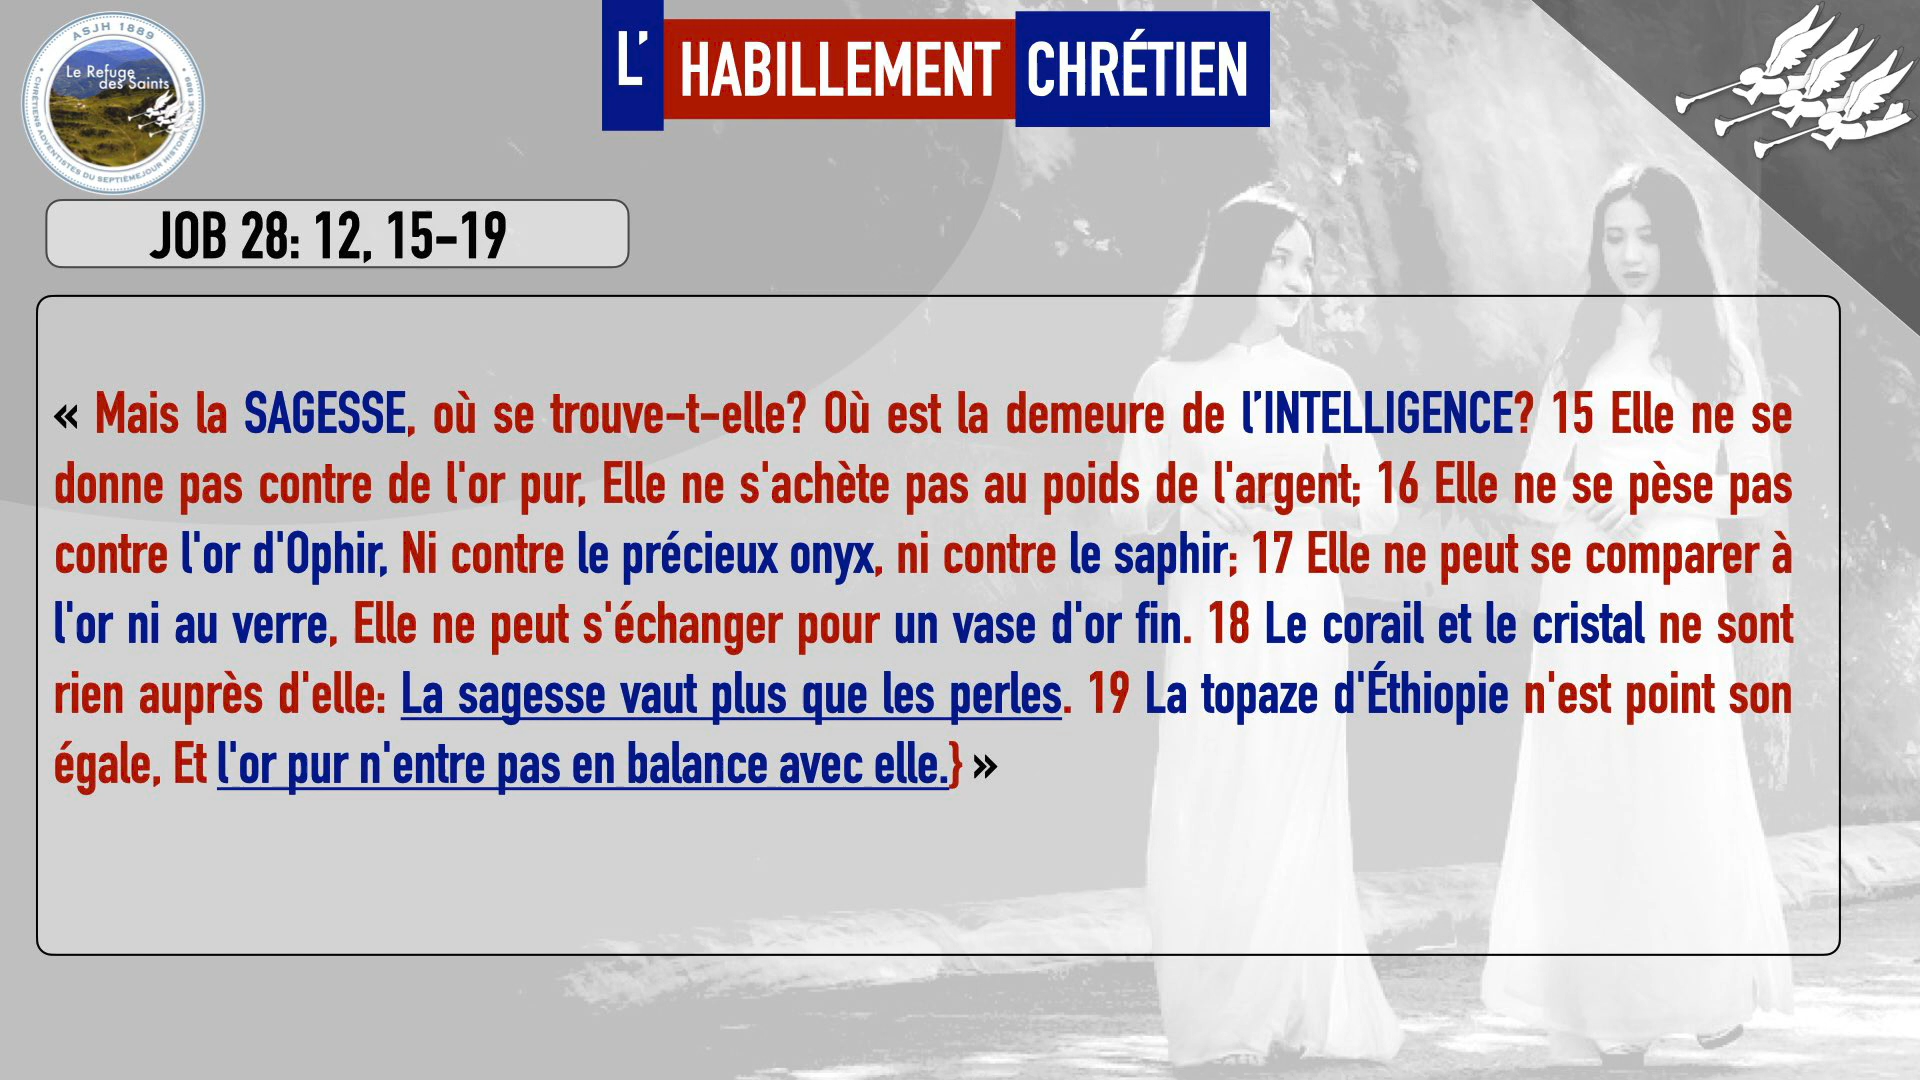 ASJH 1889
Le Refuge
des Saints
CHRÉTIENS ADVENTISTES DU SEPTIÈME JOUR HISTORIQUE
L' HABILLEMENT CHRÉTIEN
JOB 28: 12, 15-19
« Mais la SAGESSE, où se trouve-t-elle? Où est la demeure de l'INTELLIGENCE? 15 Elle ne se
donne pas contre de l'or pur, Elle ne s'achète pas au poids de l'argent; 16 Elle ne se pèse pas
contre l'or d'Ophir, Ni contre le précieux onyx, ni contre le saphir; 17 Elle ne peut se comparer à
l'or ni au verre, Elle ne peut s'échanger pour un vase d'or fin. 18 Le corail et le cristal ne sont
rien auprès d'elle: La sagesse vaut plus que les perles. 19 La topaze d'Éthiopie n'est point son
égale, Et l'or pur n'entre pas en balance avec elle.} »